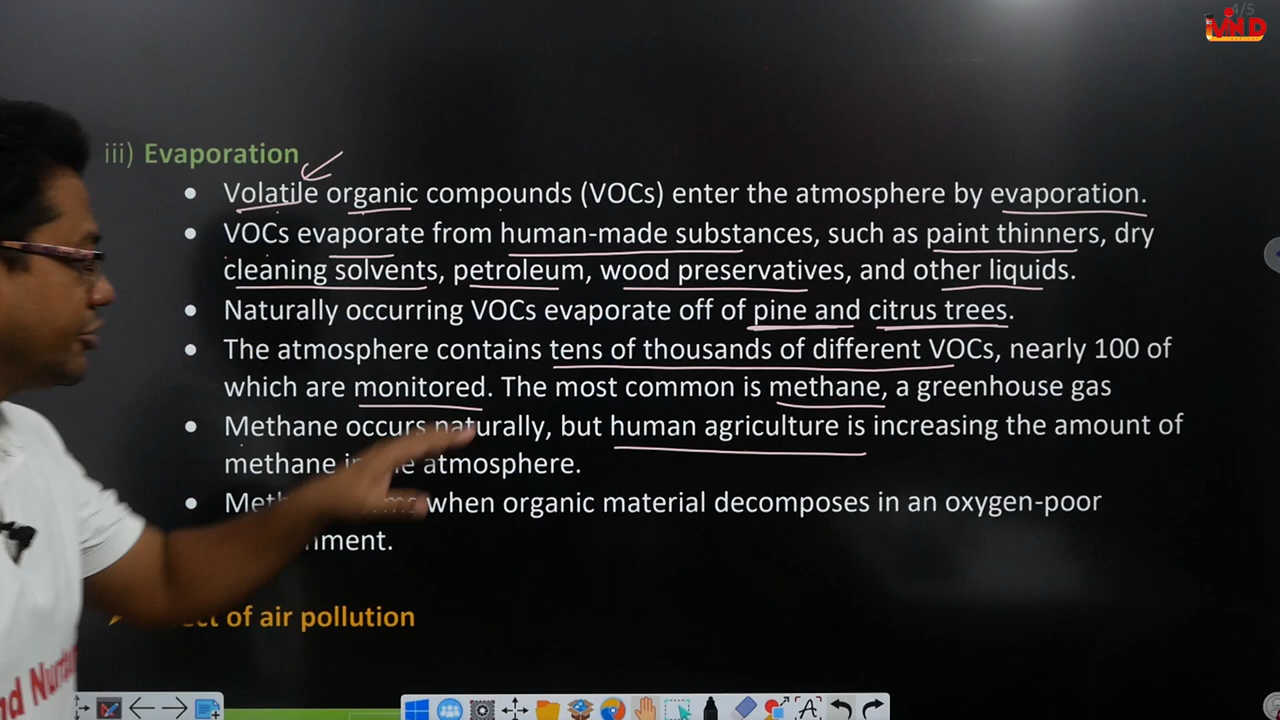 4/5
iii) Evaporation
• Volatile organic compounds (VOCs) enter the atmosphere by evaporation.
• VOCs evaporate from human-made substances, such as paint thinners, dry
cleaning solvents, petroleum, wood preservatives, and other liquids.
• Naturally occurring VOCs evaporate off of pine and citrus trees.
• The atmosphere contains tens of thousands of different VOCs, nearly 100 of
which are monitored. The most common is methane, a greenhouse gas
• Methane occurs naturally, but human agriculture is increasing the amount of
methane atmosphere.
• when organic material decomposes in an oxygen-poor
of air pollution